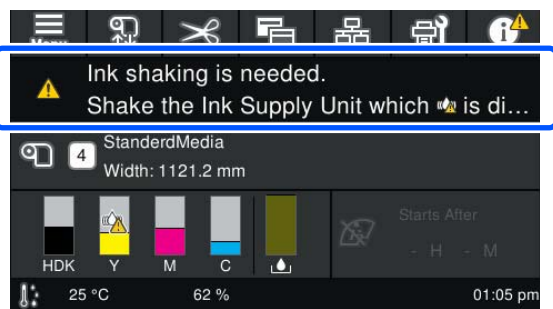 Menu
Ink shaking is needed.
Shake the Ink Supply Unit which is di...
4
StanderdMedia
Width: 1121.2 mm
Starts After
- H - M
HDK Y M C
25 °C 62 % 01:05 pm